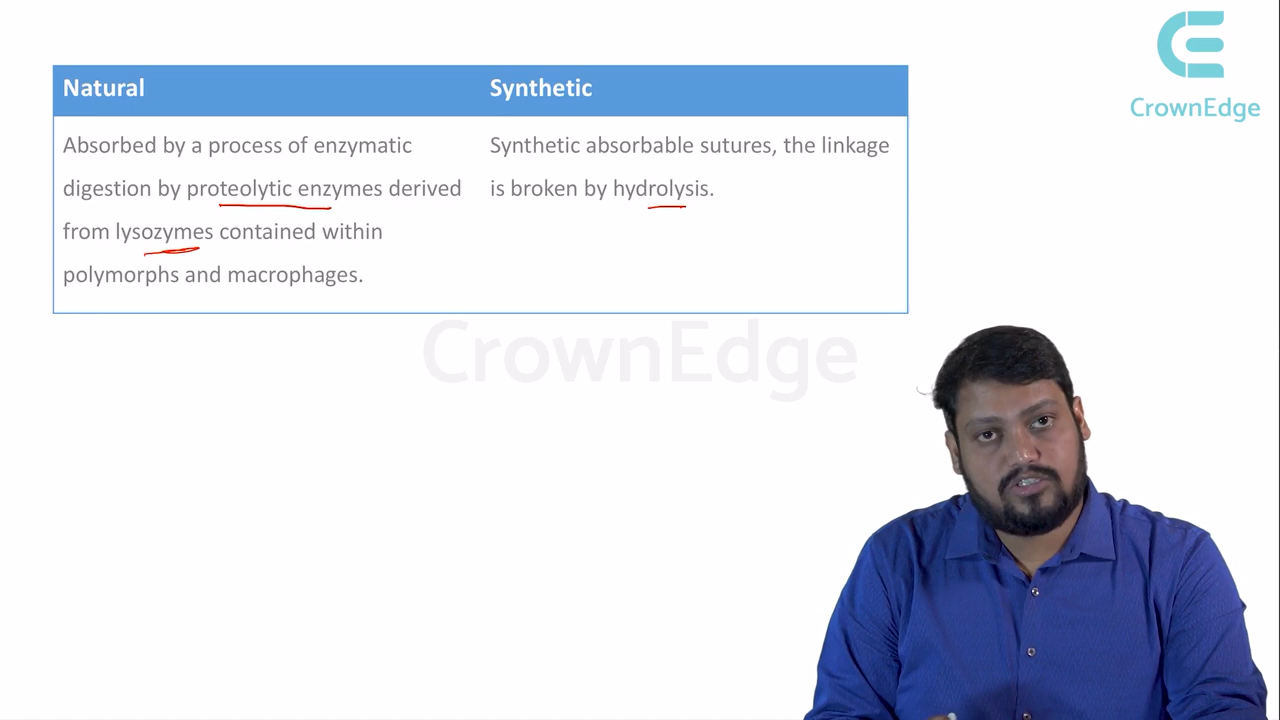 CrownEdge
Natural Synthetic
Absorbed by a process of enzymatic
digestion by proteolytic enzymes derived
from lysozymes contained within
polymorphs and macrophages.
Synthetic absorbable sutures, the linkage
is broken by hydrolysis.
CrownEdge